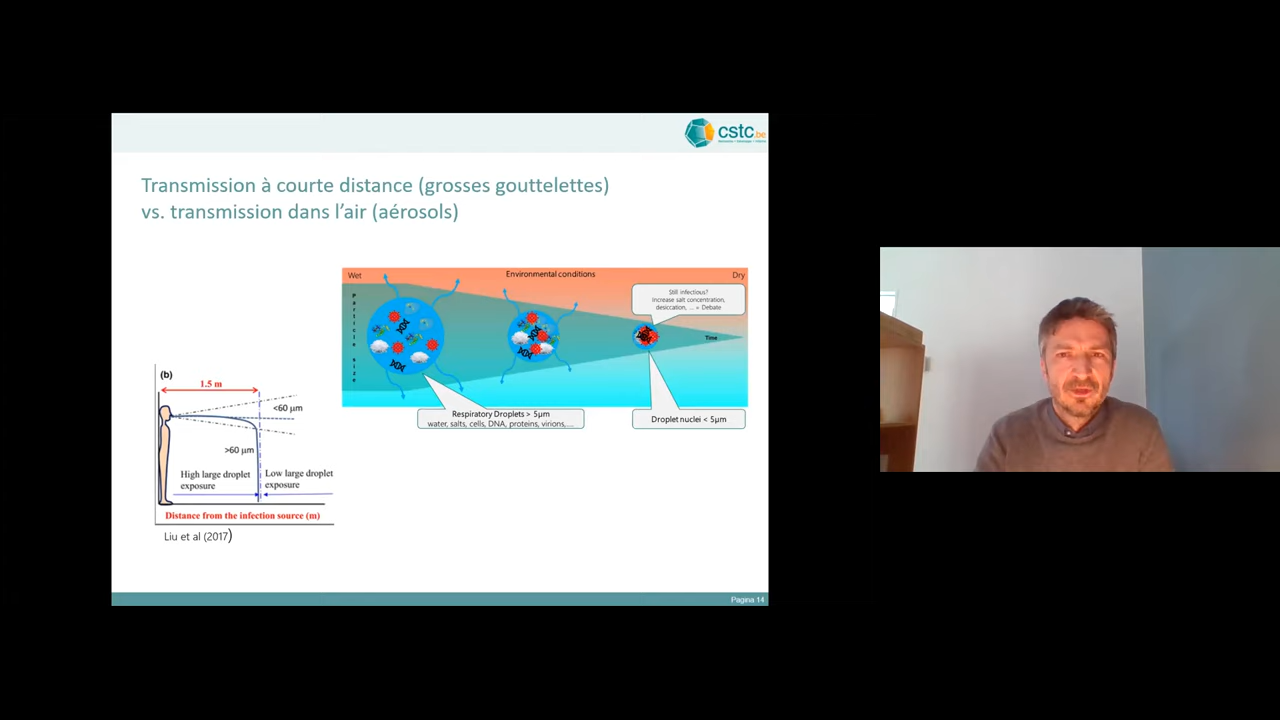 cstc.be
Transmission à courte distance (grosses gouttelettes)
vs. transmission dans l'air (aérosols)
Wet
Environmental conditions
Dry
Particle size
Still infectious?
Increase salt concentration,
desiccation, ... = Debate
Time
Respiratory Droplets > 5μm
water, salts, cells, DNA, proteins, virions,...
Droplet nuclei < 5μm
(b)
1.5 m
<60 μm
>60 μm
High large droplet
exposure
Low large droplet
exposure
Distance from the infection source (m)
Liu et al (2017)
Pagina 14